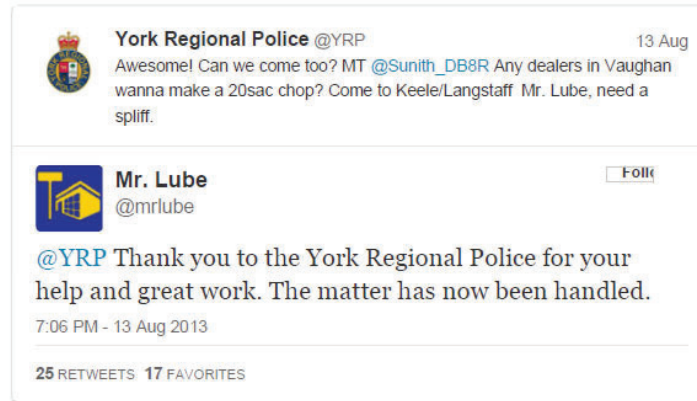 York Regional Police @YRP 13 Aug
Awesome! Can we come too? MT @Sunith_DB8R Any dealers in Vaughan
wanna make a 20sac chop? Come to Keele/Langstaff Mr. Lube, need a
spliff.
Mr. Lube
@mrlube
@YRP Thank you to the York Regional Police for your
help and great work. The matter has now been handled.
7:06 PM - 13 Aug 2013
25 RETWEETS 17 FAVORITES